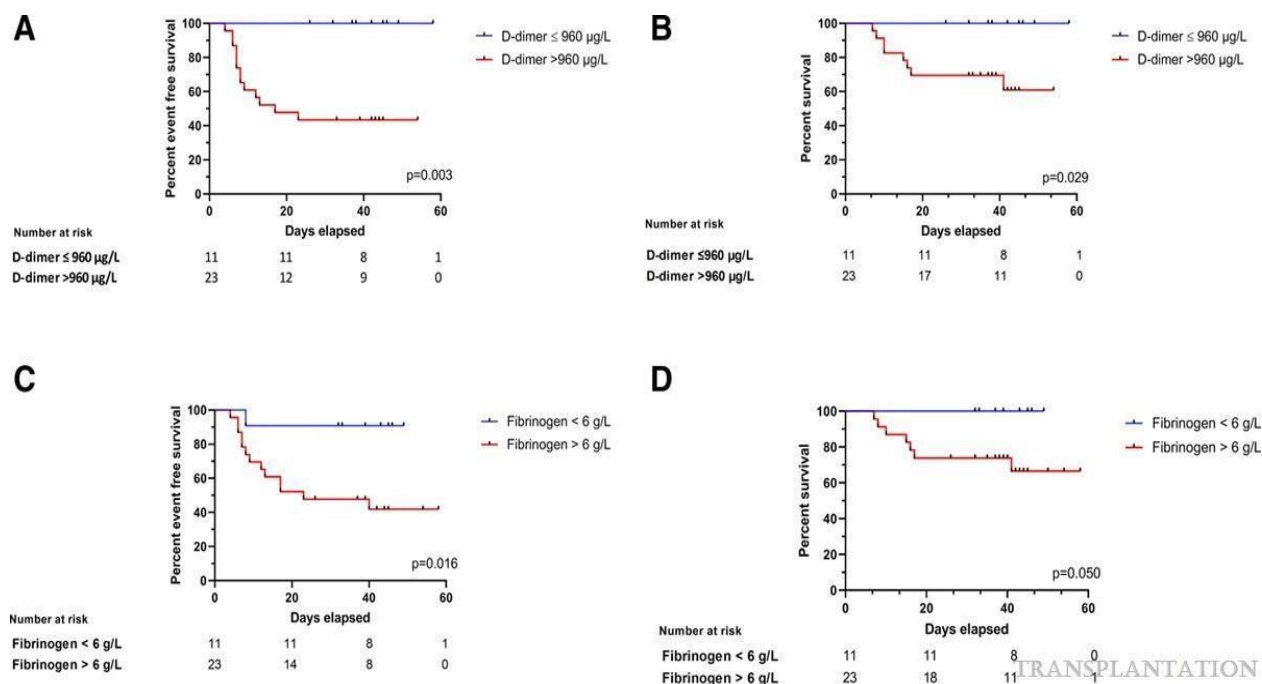 A
Percent event free survival
100
80
60
40
20
0
0 20 40 60
Days elapsed
D-dimer ≤ 960 µg/L
D-dimer >960 µg/L
p=0.003
Number at risk
D-dimer ≤ 960 µg/L 11 11 8 1
D-dimer >960 µg/L 23 12 9 0
B
Percent survival
100
80
60
40
20
0
0 20 40 60
Days elapsed
D-dimer ≤ 960 µg/L
D-dimer >960 µg/L
p=0.029
Number at risk
D-dimer ≤960 µg/L 11 11 8 1
D-dimer >960 µg/L 23 17 11 0
C
Percent event free survival
100
80
60
40
20
0
0 20 40 60
Days elapsed
Fibrinogen < 6 g/L
Fibrinogen > 6 g/L
p=0.016
Number at risk
Fibrinogen < 6 g/L 11 11 8 1
Fibrinogen > 6 g/L 23 14 8 0
D
Percent survival
100
80
60
40
20
0
0 20 40 60
Days elapsed
Fibrinogen < 6 g/L
Fibrinogen > 6 g/L
p=0.050
Number at risk
Fibrinogen < 6 g/L 11 11 8 0
Fibrinogen > 6 g/L 23 18 11 1
TRANSPLANTATION